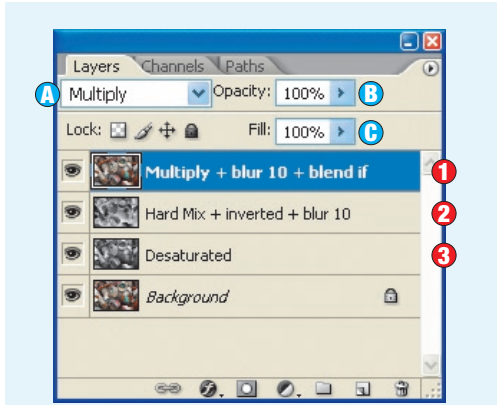 Layers Channels Paths
A Multiply Opacity: 100% B
Lock: Fill: 100% C
Multiply + blur 10 + blend if 1
Hard Mix + inverted + blur 10 2
Desaturated 3
Background